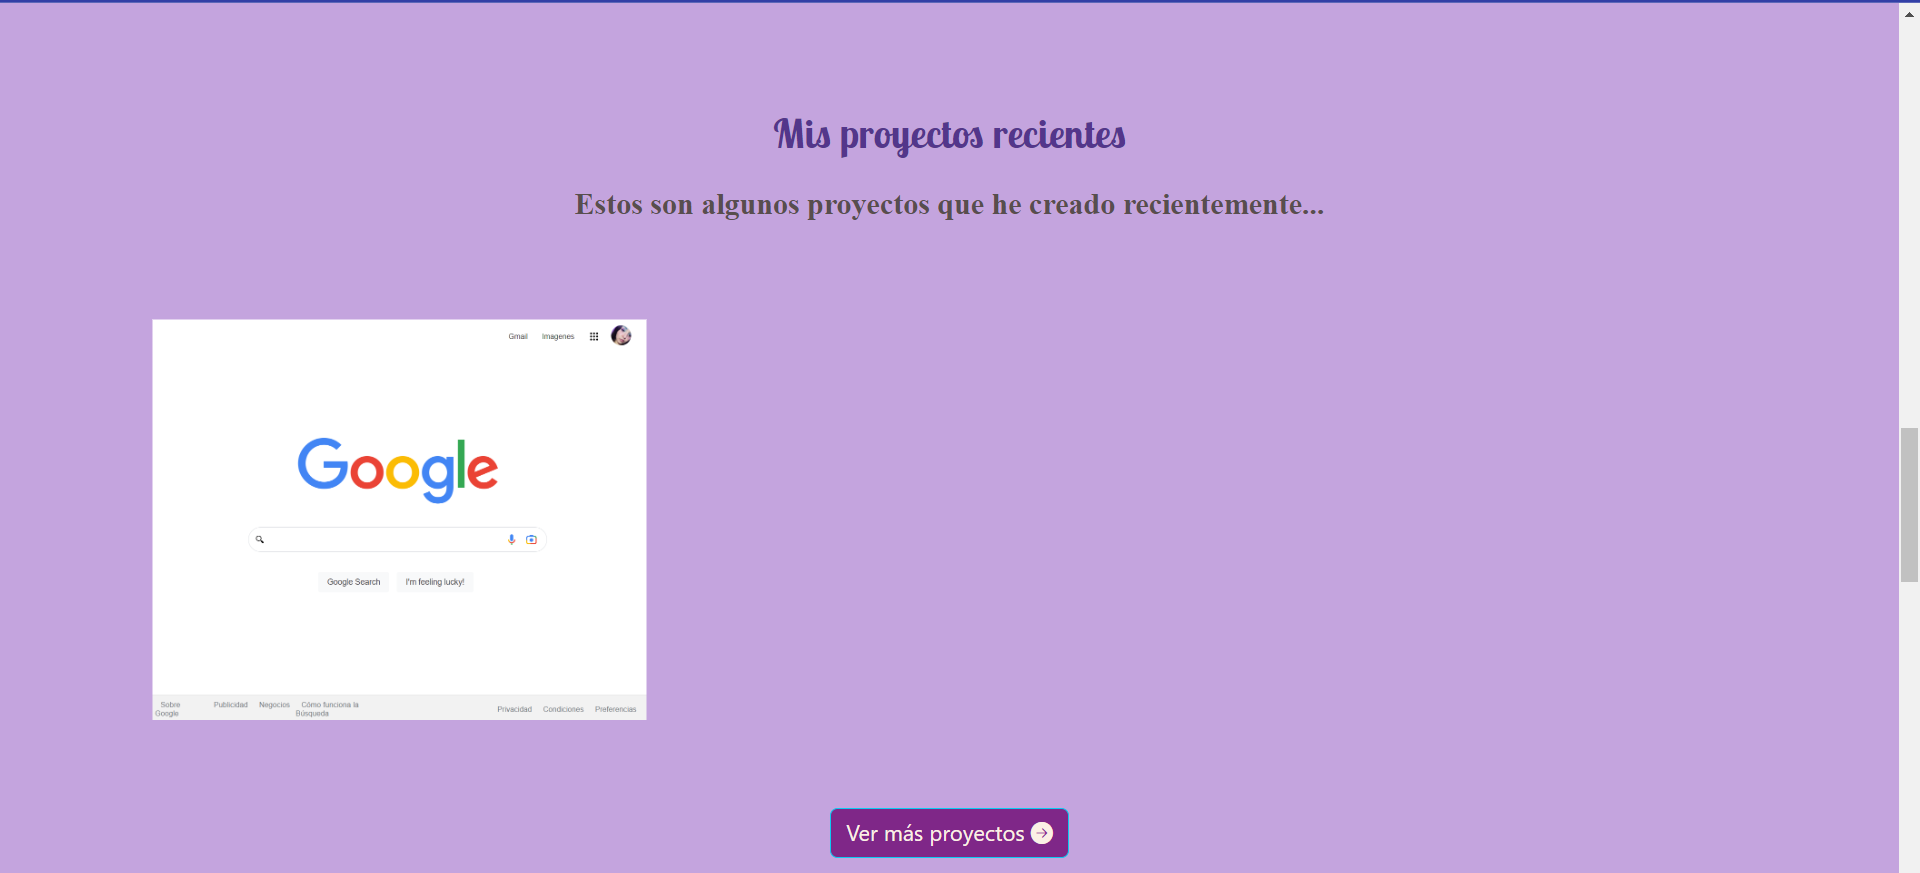 Mis proyectos recientes
Estos son algunos proyectos que he creado recientemente...
Gmail Imagenes
Google
Google Search I'm feeling lucky!
Sobre Google Publicidad Negocios Cómo funciona la Búsqueda Privacidad Condiciones Preferencias
Ver más proyectos